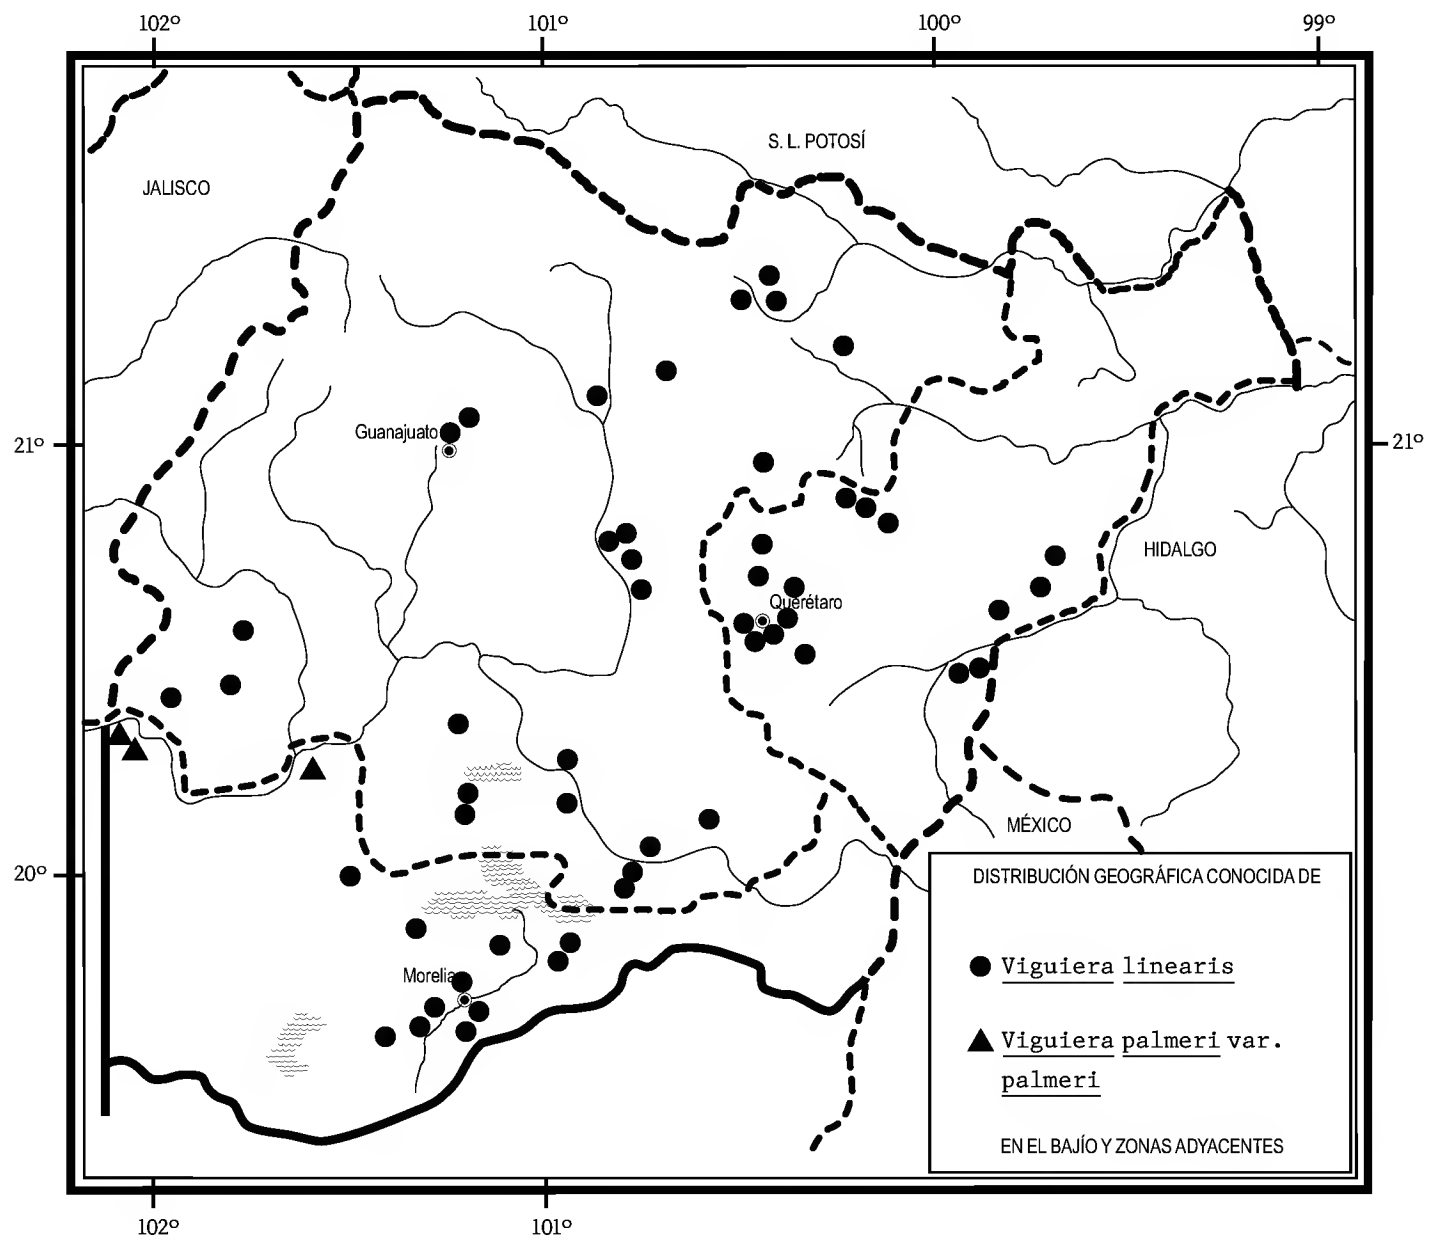 102º 101º 100º 99º
S. L. POTOSÍ
JALISCO
Guanajuato
21º 21º
HIDALGO
Querétaro
MÉXICO
20º
DISTRIBUCIÓN GEOGRÁFICA CONOCIDA DE
Viguiera linearis
Morelia
Viguiera palmeri var.
palmeri
EN EL BAJÍO Y ZONAS ADYACENTES
102º 101º